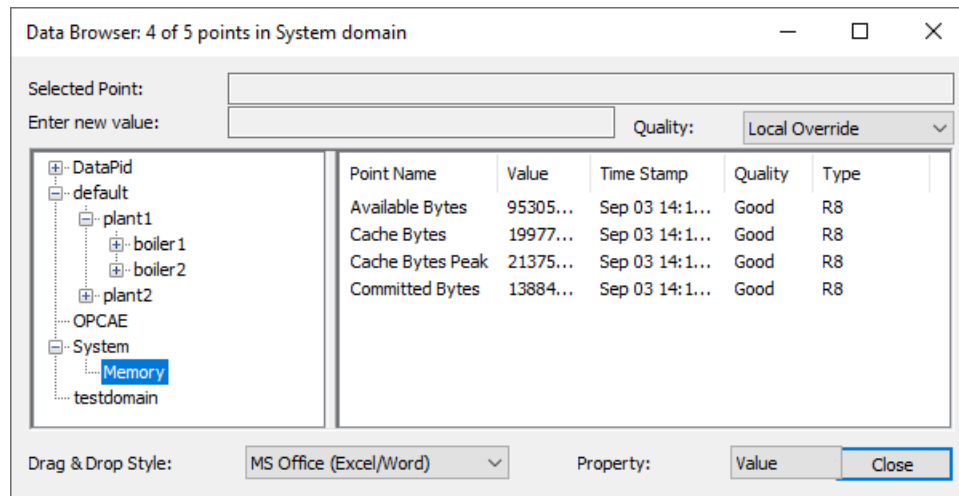 Data Browser: 4 of 5 points in System domain
Selected Point:
Enter new value:
Quality:
Local Override
DataPid
default
plant1
boiler1
boiler2
plant2
OPCAE
System
Memory
testdomain
Point Name Value Time Stamp Quality Type
Available Bytes 95305... Sep 03 14:1... Good R8
Cache Bytes 19977... Sep 03 14:1... Good R8
Cache Bytes Peak 21375... Sep 03 14:1... Good R8
Committed Bytes 13884... Sep 03 14:1... Good R8
Drag & Drop Style: MS Office (Excel/Word) Property: Value Close